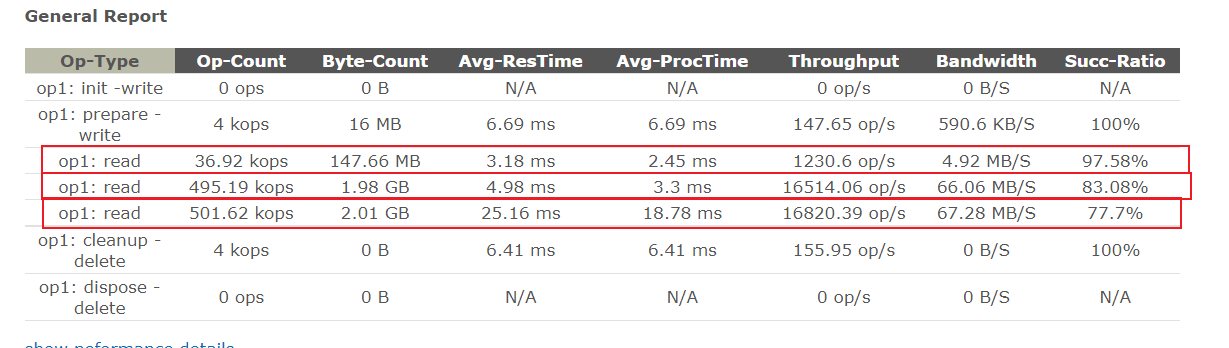 General Report
Op-Type Op-Count Byte-Count Avg-ResTime Avg-ProcTime Throughput Bandwidth Succ-Ratio
op1: init -write 0 ops 0 B N/A N/A 0 op/s 0 B/S N/A
op1: prepare -
write 4 kops 16 MB 6.69 ms 6.69 ms 147.65 op/s 590.6 KB/S 100%
op1: read 36.92 kops 147.66 MB 3.18 ms 2.45 ms 1230.6 op/s 4.92 MB/S 97.58%
op1: read 495.19 kops 1.98 GB 4.98 ms 3.3 ms 16514.06 op/s 66.06 MB/S 83.08%
op1: read 501.62 kops 2.01 GB 25.16 ms 18.78 ms 16820.39 op/s 67.28 MB/S 77.7%
op1: cleanup -
delete 4 kops 0 B 6.41 ms 6.41 ms 155.95 op/s 0 B/S 100%
op1: dispose -
delete 0 ops 0 B N/A N/A 0 op/s 0 B/S N/A
show peformance details